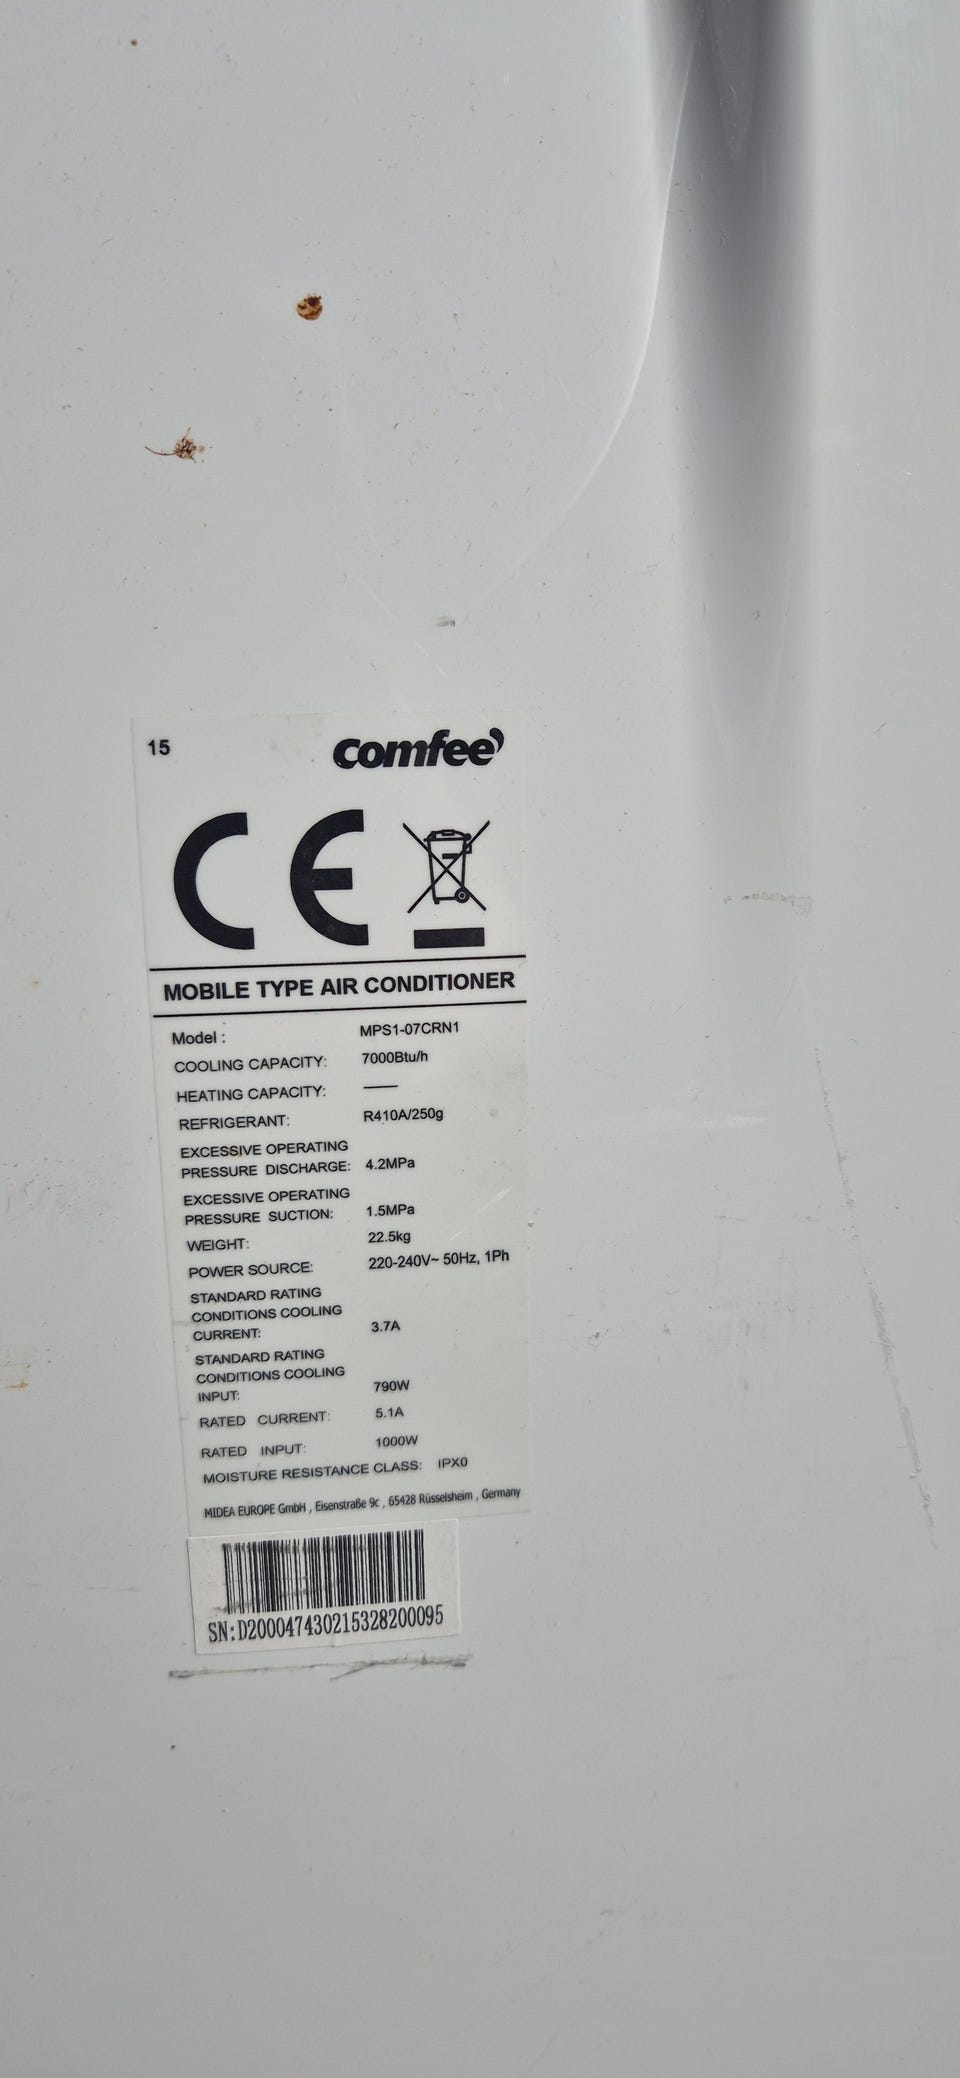 15
comfee'
CE
MOBILE TYPE AIR CONDITIONER
Model : MPS1-07CRN1
COOLING CAPACITY: 7000Btu/h
HEATING CAPACITY: ——
REFRIGERANT: R410A/250g
EXCESSIVE OPERATING
PRESSURE DISCHARGE: 4.2MPa
EXCESSIVE OPERATING
PRESSURE SUCTION: 1.5MPa
WEIGHT: 22.5kg
POWER SOURCE: 220-240V~ 50Hz, 1Ph
STANDARD RATING
CONDITIONS COOLING
CURRENT: 3.7A
STANDARD RATING
CONDITIONS COOLING
INPUT: 790W
RATED CURRENT: 5.1A
RATED INPUT: 1000W
MOISTURE RESISTANCE CLASS: IPX0
MIDEA EUROPE GmbH , Eisenstraße 9c , 65428 Rüsselsheim , Germany
SN:D200047430215328200095